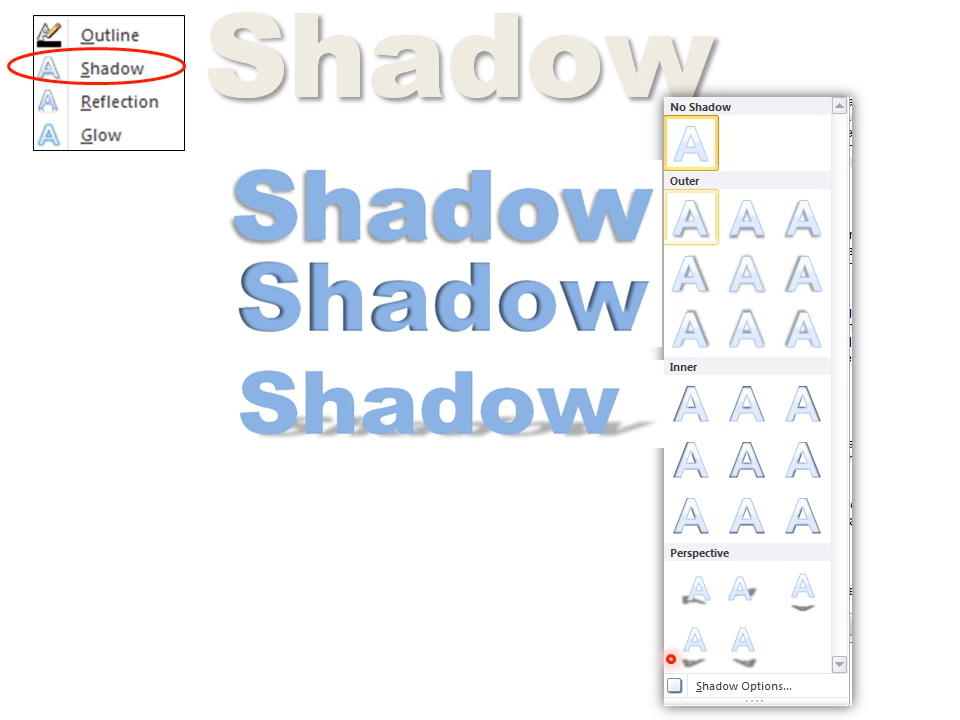 Outline
Shadow
Reflection
Glow
Shadow
Shadow
Shadow
Shadow
No Shadow
Outer
Inner
Perspective
Shadow Options...